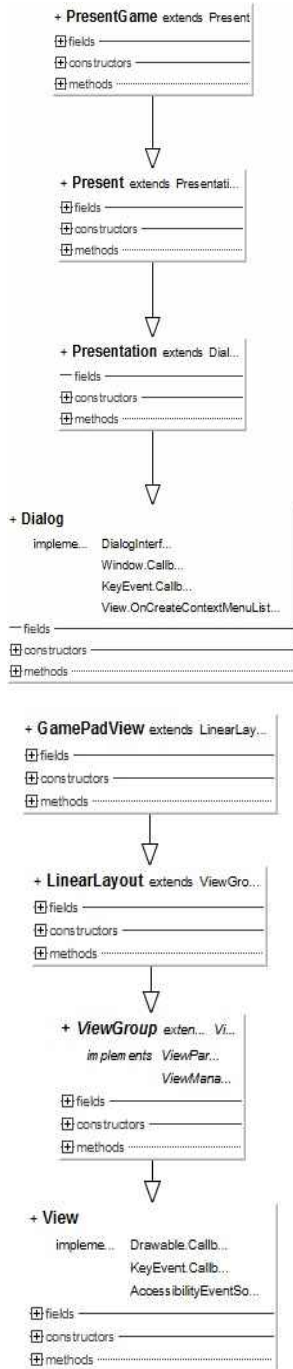 + PresentGame extends Present
fields
constructors
methods
+ Present extends Presentati...
fields
constructors
methods
+ Presentation extends Dial...
fields
constructors
methods
+ Dialog
impleme... DialogInterf...
Window.Callb...
KeyEvent.Callb...
View.OnCreateContextMenuList...
fields
constructors
methods
+ GamePadView extends LinearLay...
fields
constructors
methods
+ LinearLayout extends ViewGro...
fields
constructors
methods
+ ViewGroup exten... Vi...
implements ViewPar...
ViewMana...
fields
constructors
methods
+ View
impleme... Drawable.Callb...
KeyEvent.Callb...
AccessibilityEventSo...
fields
constructors
methods